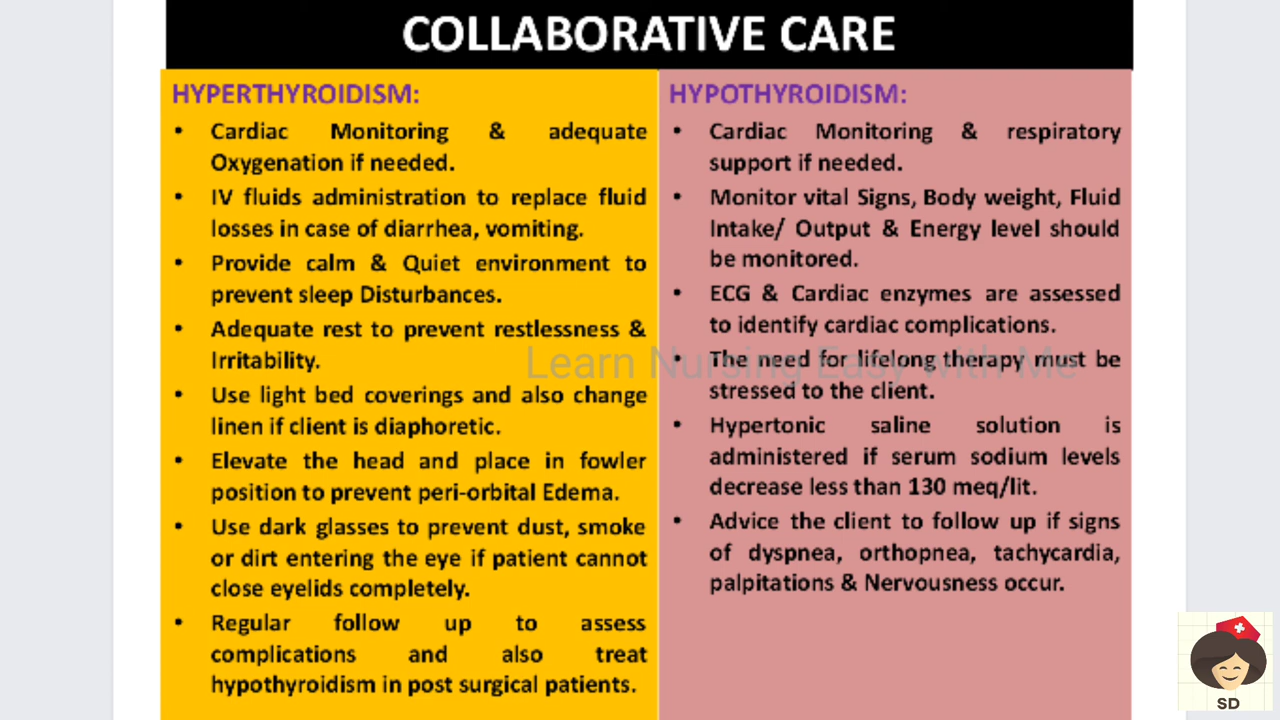 COLLABORATIVE CARE
HYPERTHYROIDISM:
• Cardiac Monitoring & adequate
Oxygenation if needed.
• IV fluids administration to replace fluid
losses in case of diarrhea, vomiting.
• Provide calm & Quiet environment to
prevent sleep Disturbances.
• Adequate rest to prevent restlessness &
Irritability.
• Use light bed coverings and also change
linen if client is diaphoretic.
• Elevate the head and place in fowler
position to prevent peri-orbital Edema.
• Use dark glasses to prevent dust, smoke
or dirt entering the eye if patient cannot
close eyelids completely.
• Regular follow up to assess
complications and also treat
hypothyroidism in post surgical patients.
HYPOTHYROIDISM:
• Cardiac Monitoring & respiratory
support if needed.
• Monitor vital Signs, Body weight, Fluid
Intake/ Output & Energy level should
be monitored.
• ECG & Cardiac enzymes are assessed
to identify cardiac complications.
• The need for lifelong therapy must be
stressed to the client.
• Hypertonic saline solution is
administered if serum sodium levels
decrease less than 130 meq/lit.
• Advice the client to follow up if signs
of dyspnea, orthopnea, tachycardia,
palpitations & Nervousness occur.
Learn Nursing Easy with Me
SD